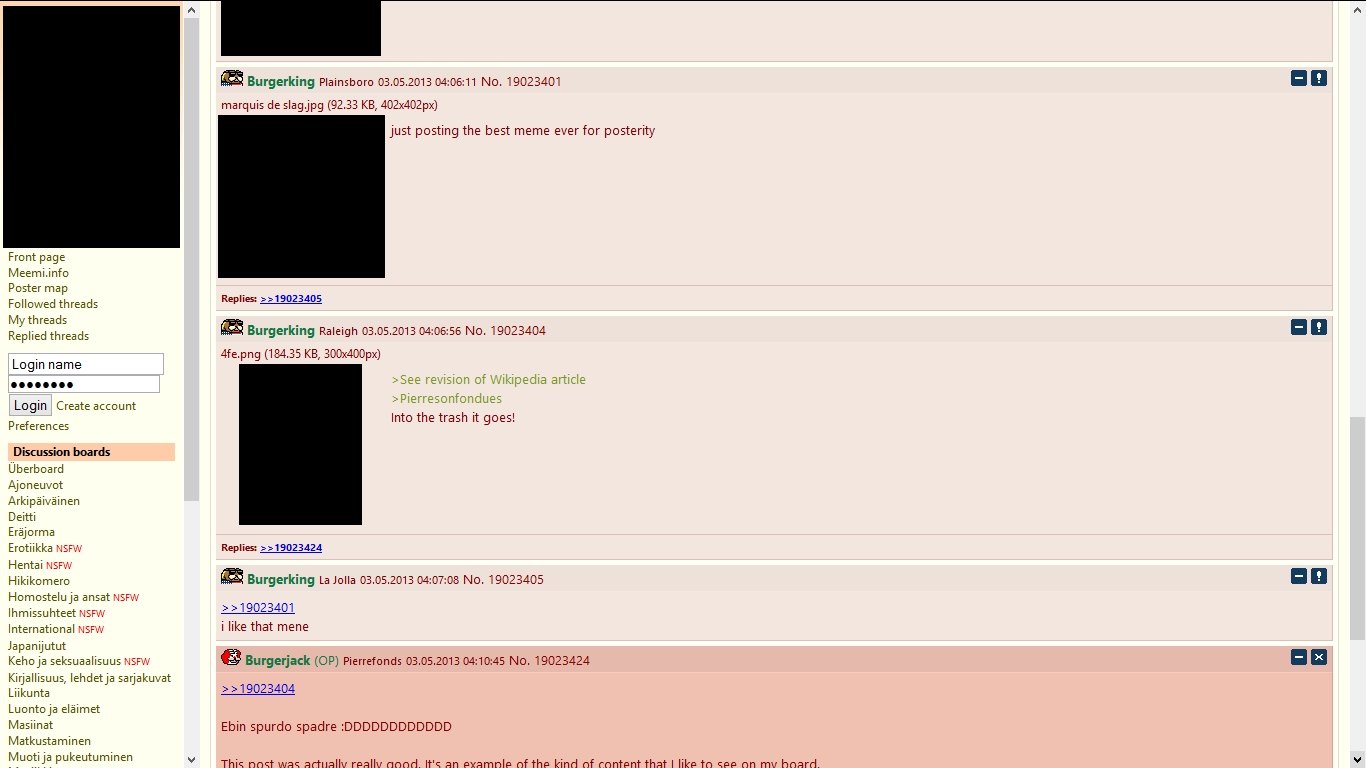 Front page
Meemi.info
Poster map
Followed threads
My threads
Replied threads
Login name
●●●●●●●●
Login Create account
Preferences
Discussion boards
Überboard
Ajoneuvot
Arkipäiväinen
Deitti
Eräjorma
Erotiikka NSFW
Hentai NSFW
Hikikomero
Homostelu ja ansat NSFW
Ihmissuhteet NSFW
International NSFW
Japanijutut
Keho ja seksuaalisuus NSFW
Kirjallisuus, lehdet ja sarjakuvat
Liikunta
Luonto ja eläimet
Masiinat
Matkustaminen
Muoti ja pukeutuminen
Burgerking Plainsboro 03.05.2013 04:06:11 No. 19023401
marquis de slag.jpg (92.33 KB, 402x402px)
just posting the best meme ever for posterity
Replies: >>19023405
Burgerking Raleigh 03.05.2013 04:06:56 No. 19023404
4fe.png (184.35 KB, 300x400px)
>See revision of Wikipedia article
>Pierresonfondues
Into the trash it goes!
Replies: >>19023424
Burgerking La Jolla 03.05.2013 04:07:08 No. 19023405
>>19023401
i like that mene
Burgerjack (OP) Pierrefonds 03.05.2013 04:10:45 No. 19023424
>>19023404
Ebin spurdo spadre :DDDDDDDDDDDD
This post was actually really good. It's an example of the kind of content that I like to see on my board.